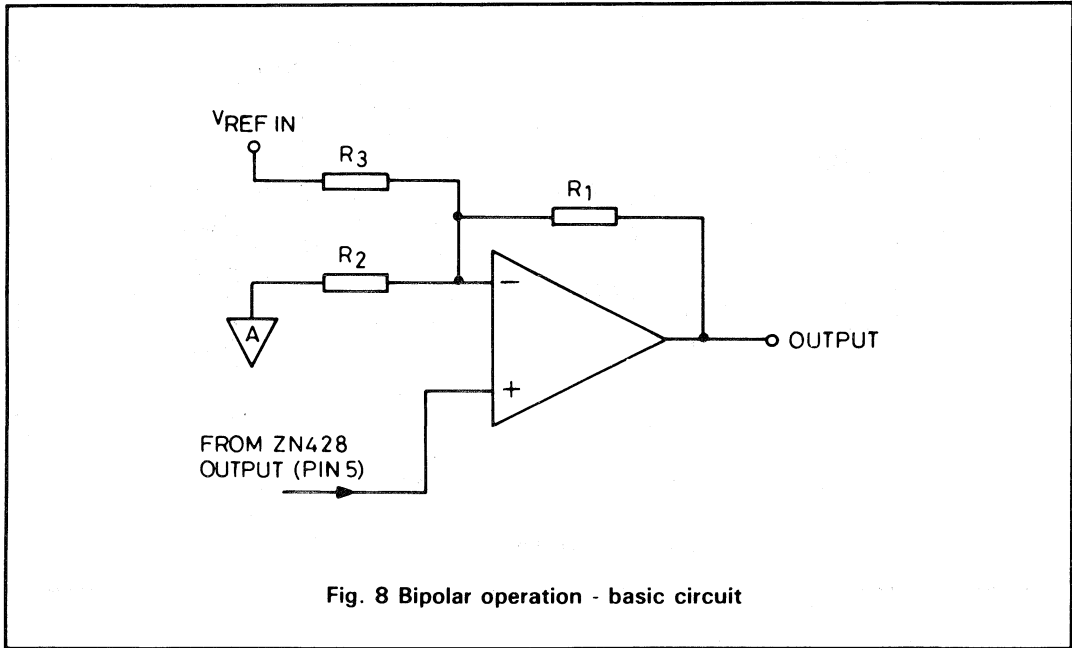 VREF IN
R3
R1
R2
−
A
OUTPUT
+
FROM ZN428
OUTPUT (PIN 5)
Fig. 8 Bipolar operation - basic circuit